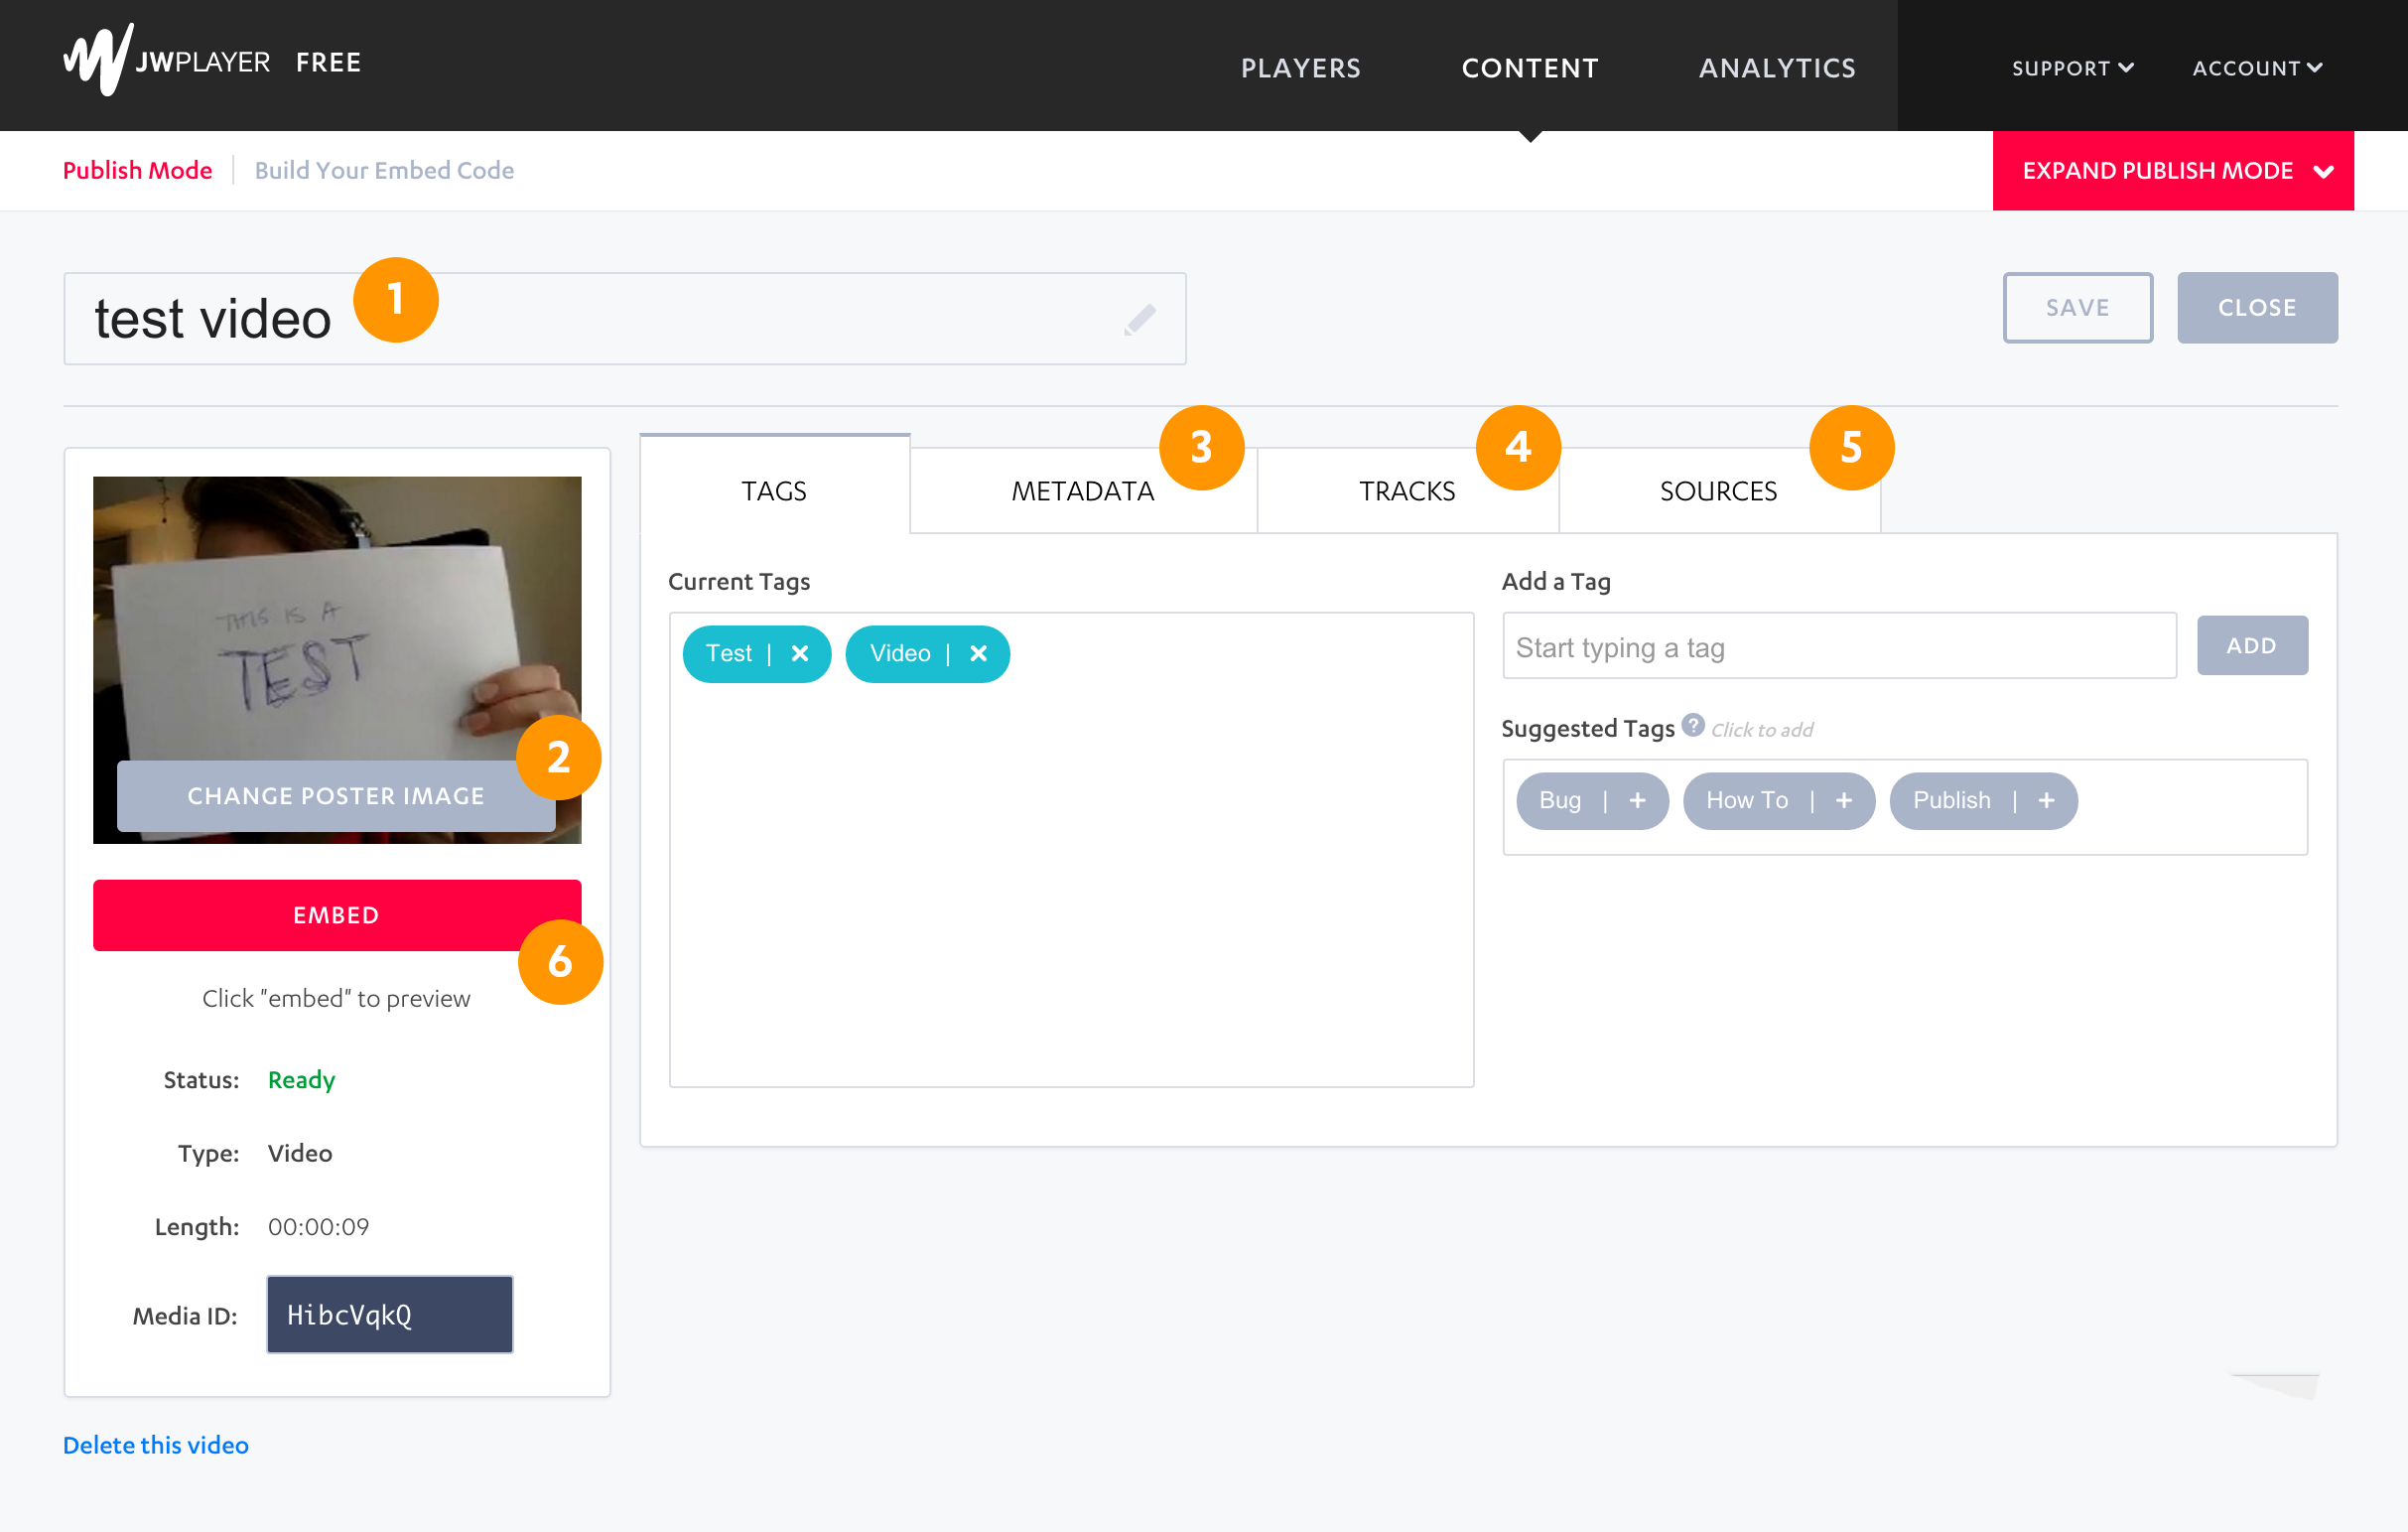 JWPLAYER FREE
PLAYERS CONTENT ANALYTICS SUPPORT ACCOUNT
Publish Mode Build Your Embed Code EXPAND PUBLISH MODE
test video 1 SAVE CLOSE
TAGS METADATA 3 TRACKS 4 SOURCES 5
THIS IS A
TEST
CHANGE POSTER IMAGE 2
EMBED
6
Click "embed" to preview
Status: Ready
Type: Video
Length: 00:00:09
Media ID: HibcVqkQ
Delete this video
Current Tags
Test | × Video | ×
Add a Tag
Start typing a tag ADD
Suggested Tags ? Click to add
Bug | + How To | + Publish | +